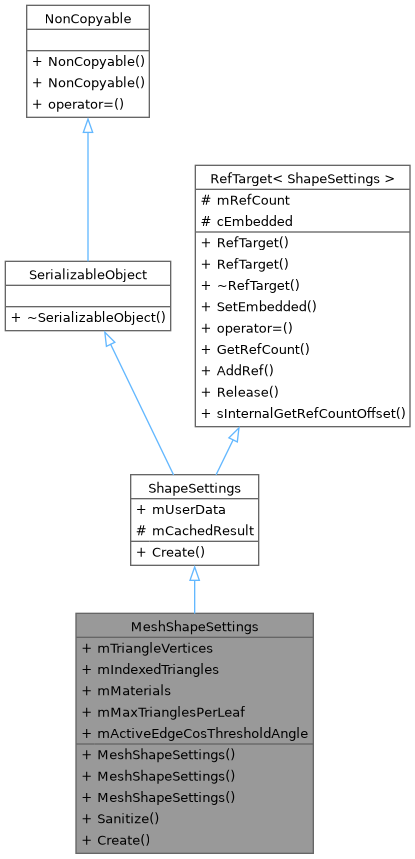 NonCopyable
+ NonCopyable()
+ NonCopyable()
+ operator=()
RefTarget< ShapeSettings >
# mRefCount
# cEmbedded
+ RefTarget()
+ RefTarget()
+ ~RefTarget()
+ SetEmbedded()
+ operator=()
+ GetRefCount()
+ AddRef()
+ Release()
+ sInternalGetRefCountOffset()
SerializableObject
+ ~SerializableObject()
ShapeSettings
+ mUserData
# mCachedResult
+ Create()
MeshShapeSettings
+ mTriangleVertices
+ mIndexedTriangles
+ mMaterials
+ mMaxTrianglesPerLeaf
+ mActiveEdgeCosThresholdAngle
+ MeshShapeSettings()
+ MeshShapeSettings()
+ MeshShapeSettings()
+ Sanitize()
+ Create()